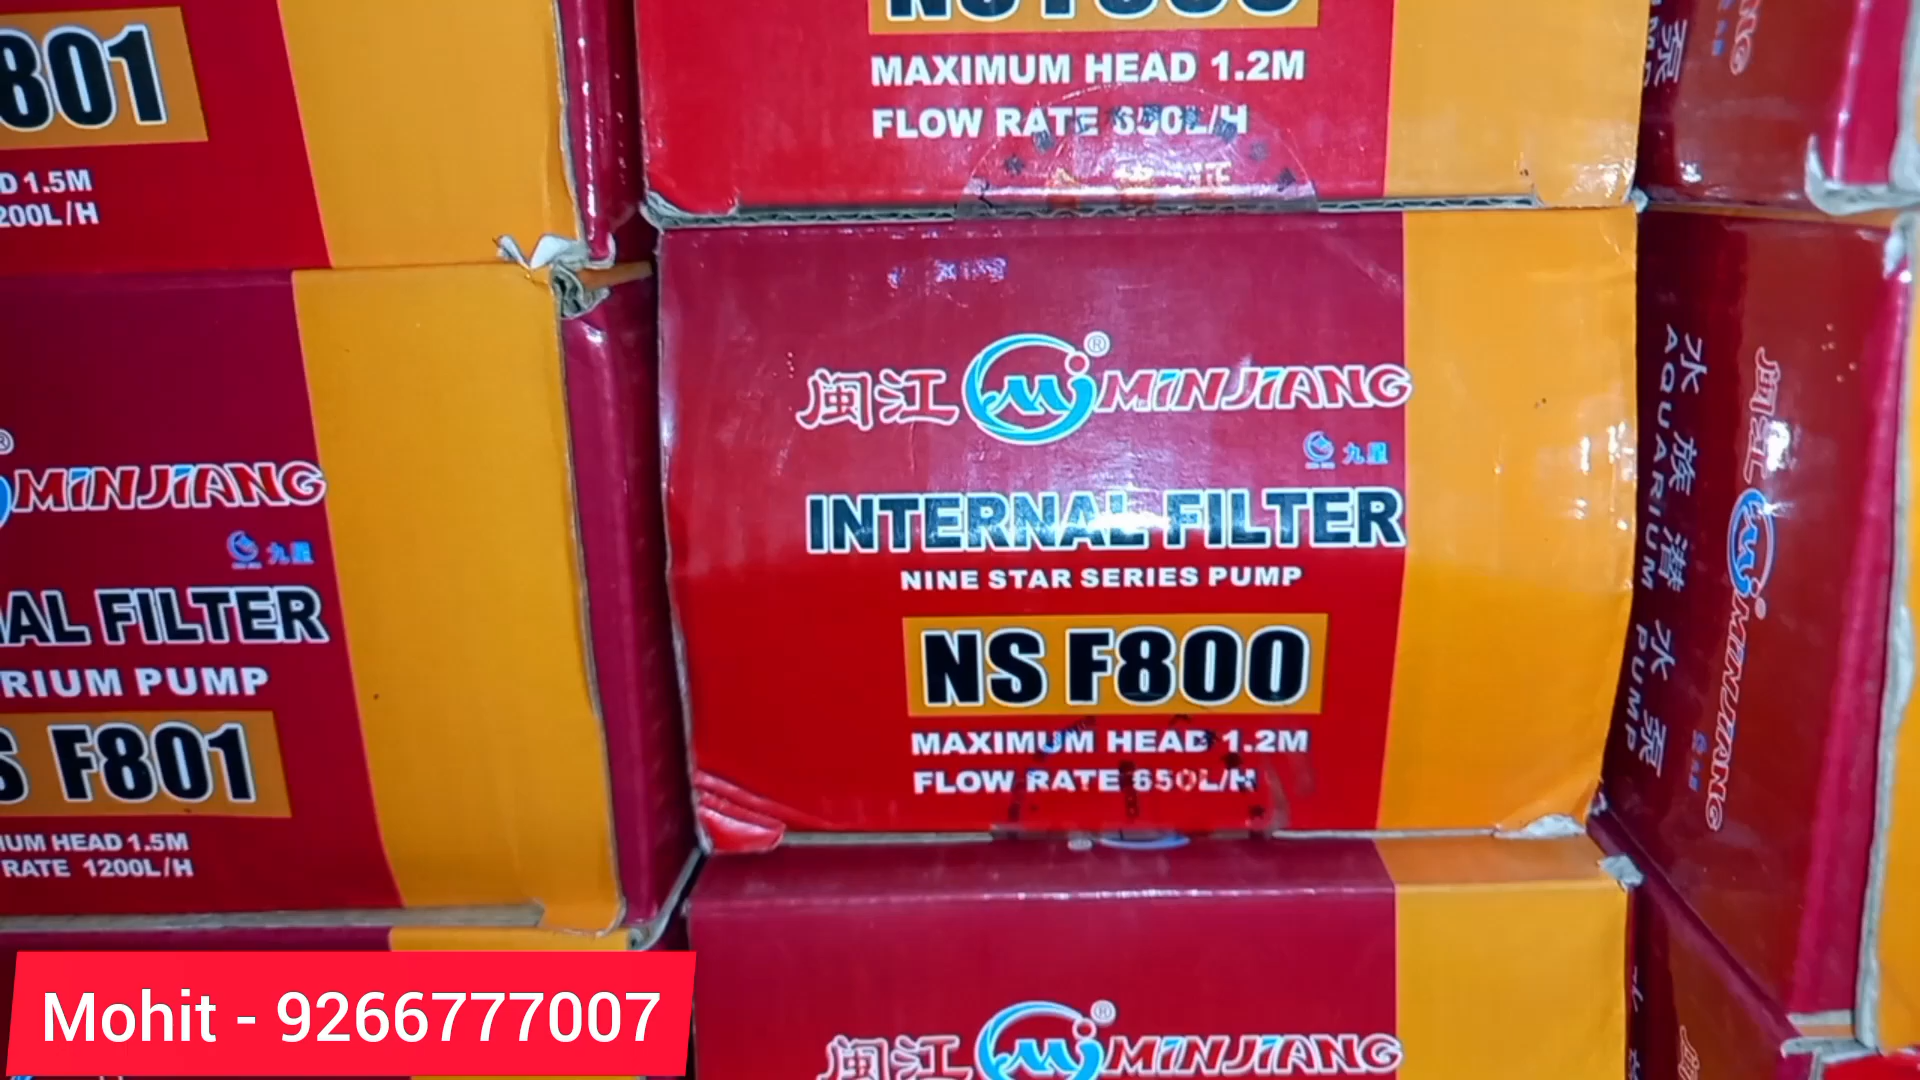 801
D 1.5M
200L/H
MINJIANG
九星
AL FILTER
RIUM PUMP
S F801
UM HEAD 1.5M
RATE 1200L/H
MAXIMUM HEAD 1.2M
FLOW RATE 650L/H
闽江 MINJIANG
九星
INTERNAL FILTER
NINE STAR SERIES PUMP
NS F800
MAXIMUM HEAD 1.2M
FLOW RATE 650L/H
闽江 MINJIANG
水族潜水泵
AQUARIUM PUMP
闽江 MINJIANG
Mohit - 9266777007